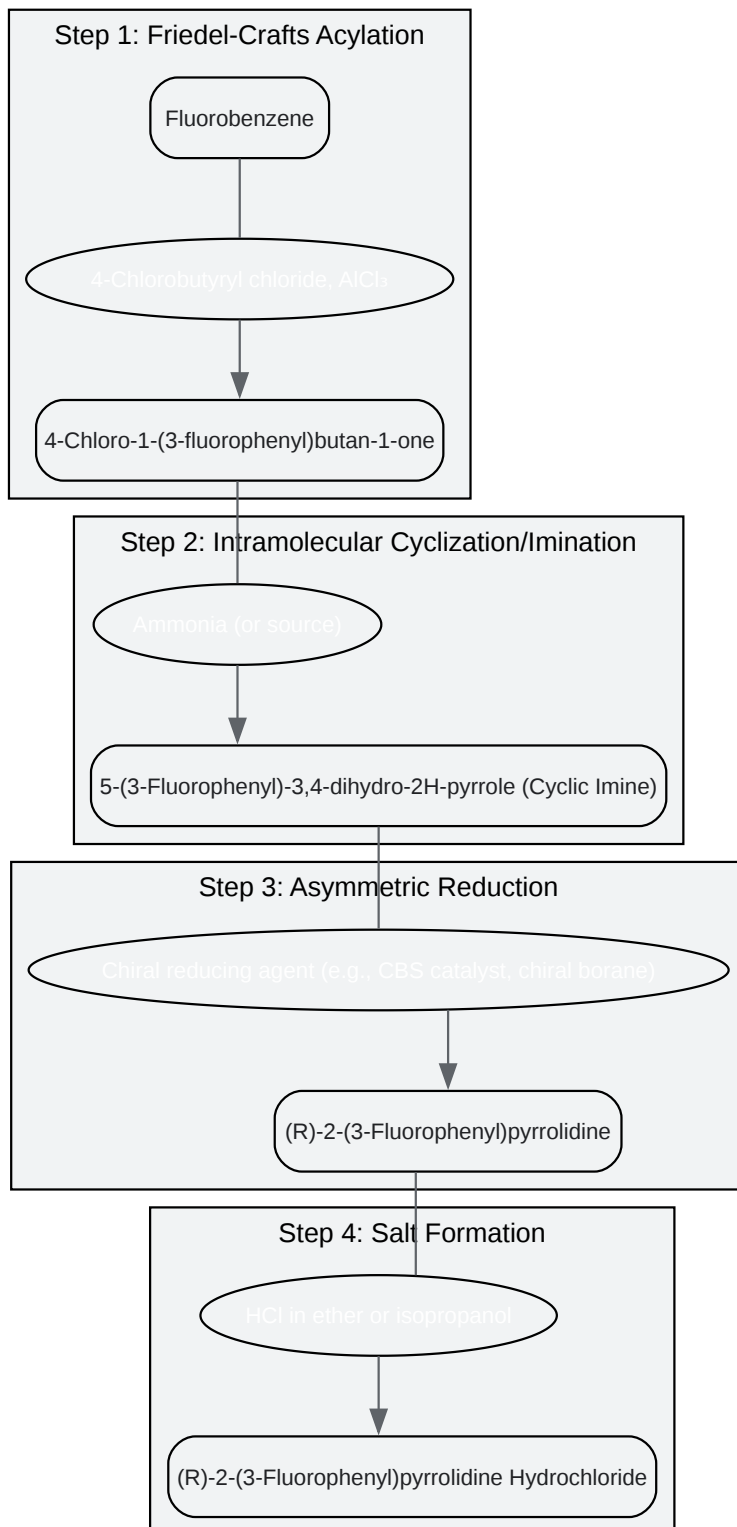 Step 1: Friedel-Crafts Acylation
Fluorobenzene
4-Chlorobutyryl chloride, AlCl₃
4-Chloro-1-(3-fluorophenyl)butan-1-one
Step 2: Intramolecular Cyclization/Imination
Ammonia (or source)
5-(3-Fluorophenyl)-3,4-dihydro-2H-pyrrole (Cyclic Imine)
Step 3: Asymmetric Reduction
Chiral reducing agent (e.g., CBS catalyst, chiral borane)
(R)-2-(3-Fluorophenyl)pyrrolidine
Step 4: Salt Formation
HCl in ether or isopropanol
(R)-2-(3-Fluorophenyl)pyrrolidine Hydrochloride